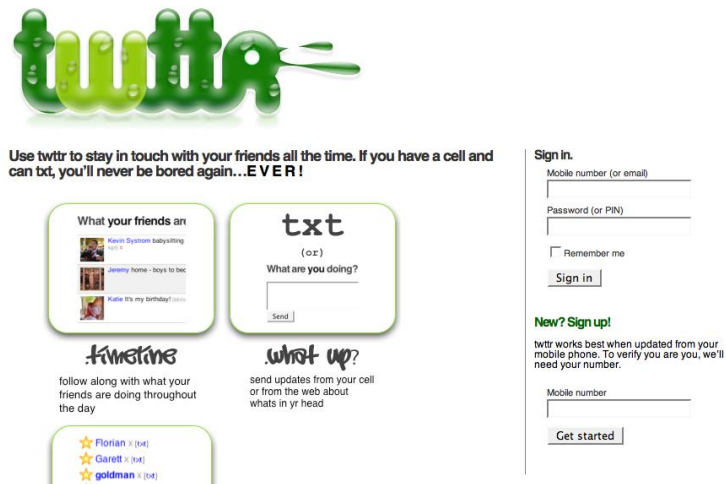 twttr
Use twttr to stay in touch with your friends all the time. If you have a cell and
can txt, you'll never be bored again...EVER!
What your friends are
Kevin Systrom babysitting
Jeremy home - boys to bed
Katie It's my birthday!
.timeline
follow along with what your
friends are doing throughout
the day
txt
(or)
What are you doing?
Send
.what up?
send updates from your cell
or from the web about
whats in yr head
Florian x [txt]
Garett x [txt]
goldman x [txt]
Sign in.
Mobile number (or email)
Password (or PIN)
Remember me
Sign in
New? Sign up!
twttr works best when updated from your
mobile phone. To verify you are you, we'll
need your number.
Mobile number
Get started